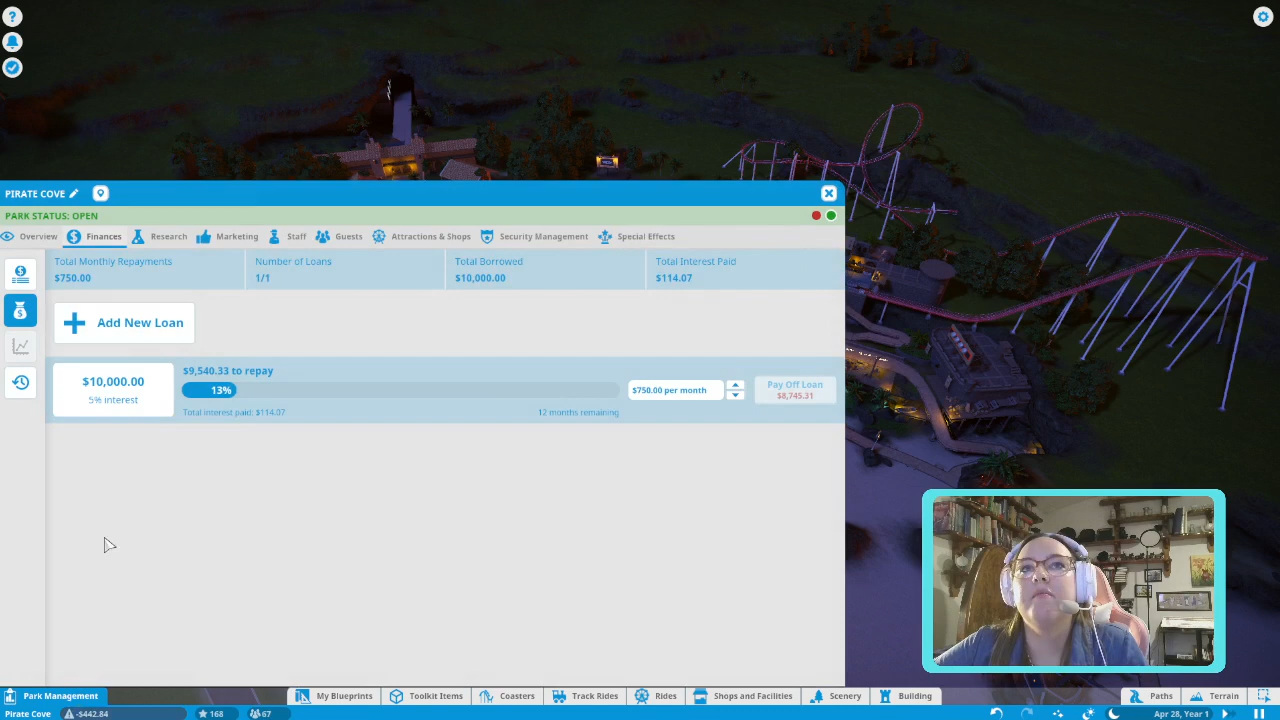 ?
PIRATE COVE
PARK STATUS: OPEN
Overview Finances Research Marketing Staff Guests Attractions & Shops Security Management Special Effects
Total Monthly Repayments Number of Loans Total Borrowed Total Interest Paid
$750.00 1/1 $10,000.00 $114.07
Add New Loan
$10,000.00
5% interest
$9,540.33 to repay
13%
Total interest paid: $114.07 12 months remaining
$750.00 per month
Pay Off Loan
$8,745.31
Park Management My Blueprints Toolkit Items Coasters Track Rides Rides Shops and Facilities Scenery Building Paths Terrain
Pirate Cove -$442.84 168 67 Apr 28, Year 1